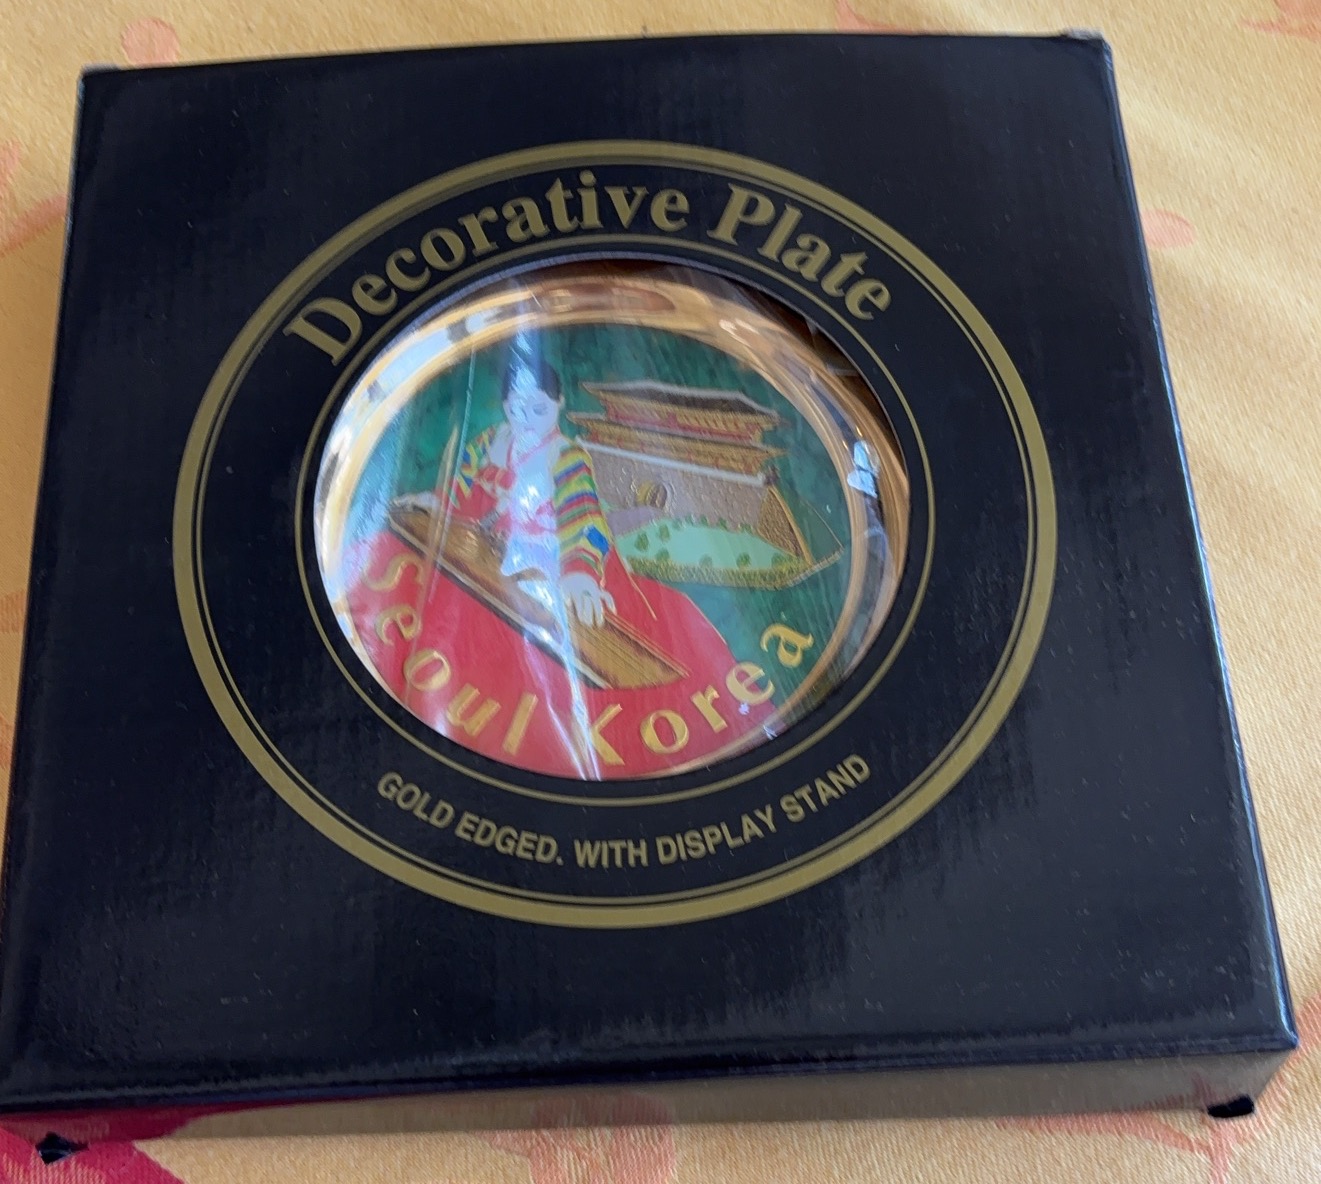 Decorative Plate
Seoul Korea
GOLD EDGED. WITH DISPLAY STAND